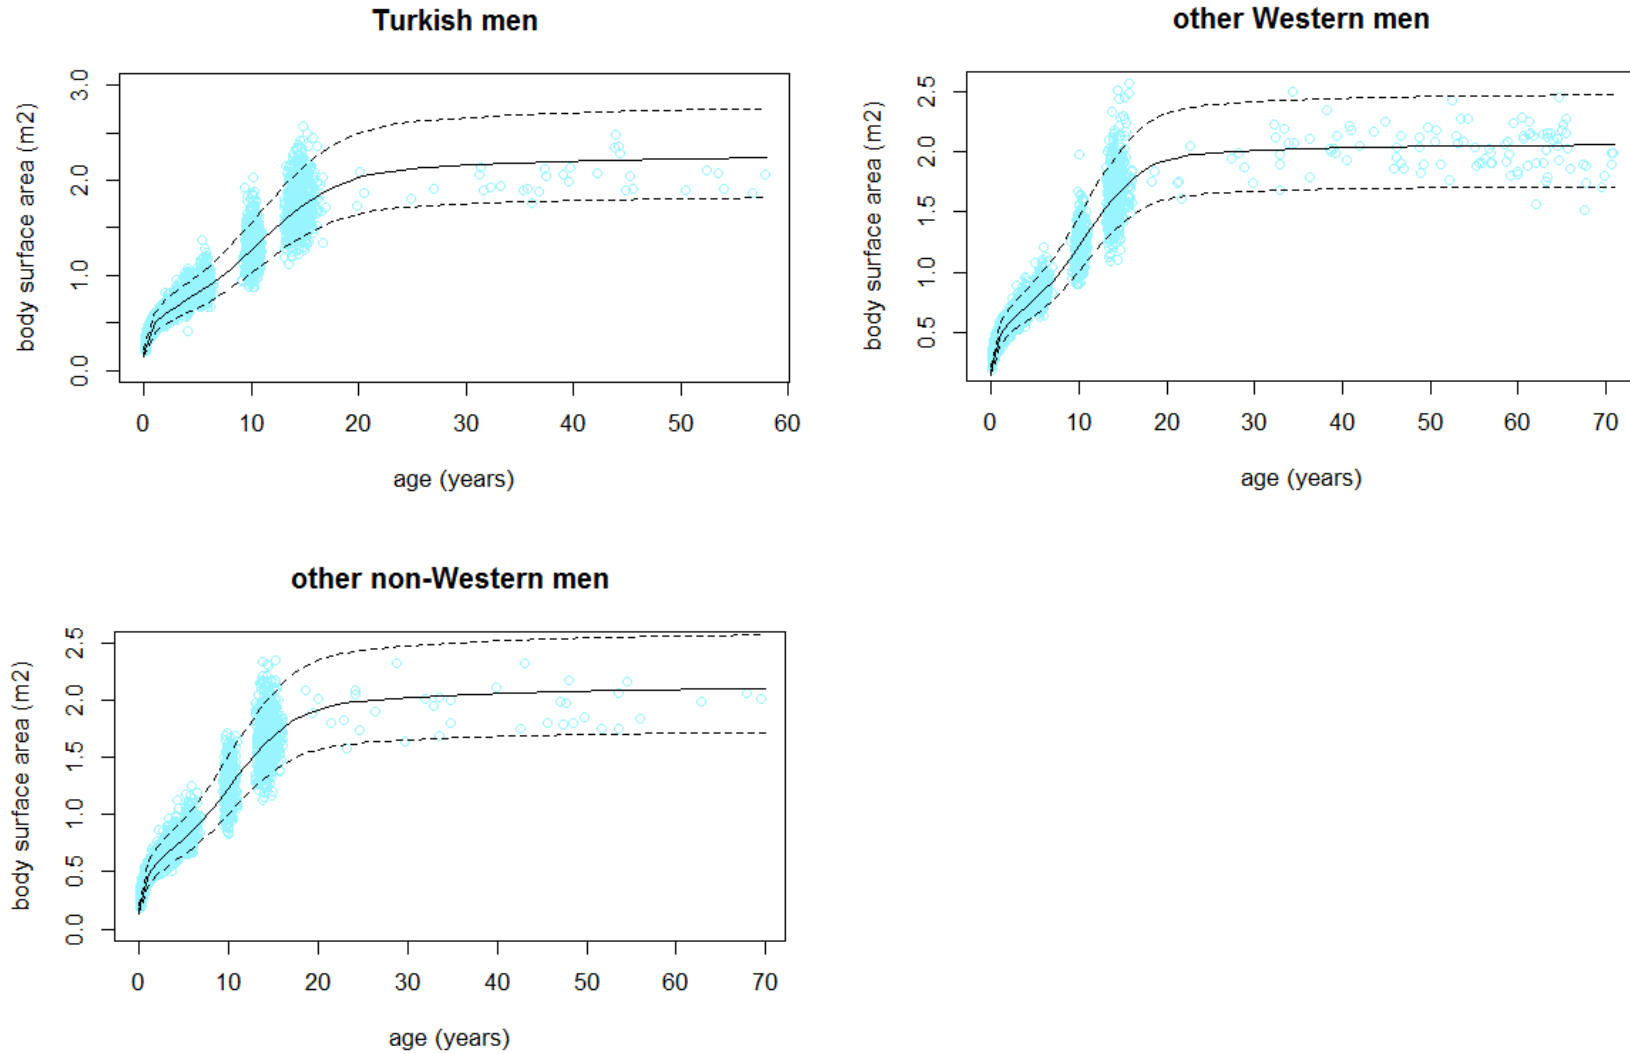 Turkish men
body surface area (m2)
0.0 1.0 2.0 3.0
0 10 20 30 40 50 60
age (years)
other Western men
body surface area (m2)
0.5 1.0 1.5 2.0 2.5
0 10 20 30 40 50 60 70
age (years)
other non-Western men
body surface area (m2)
0.0 0.5 1.0 1.5 2.0 2.5
0 10 20 30 40 50 60 70
age (years)